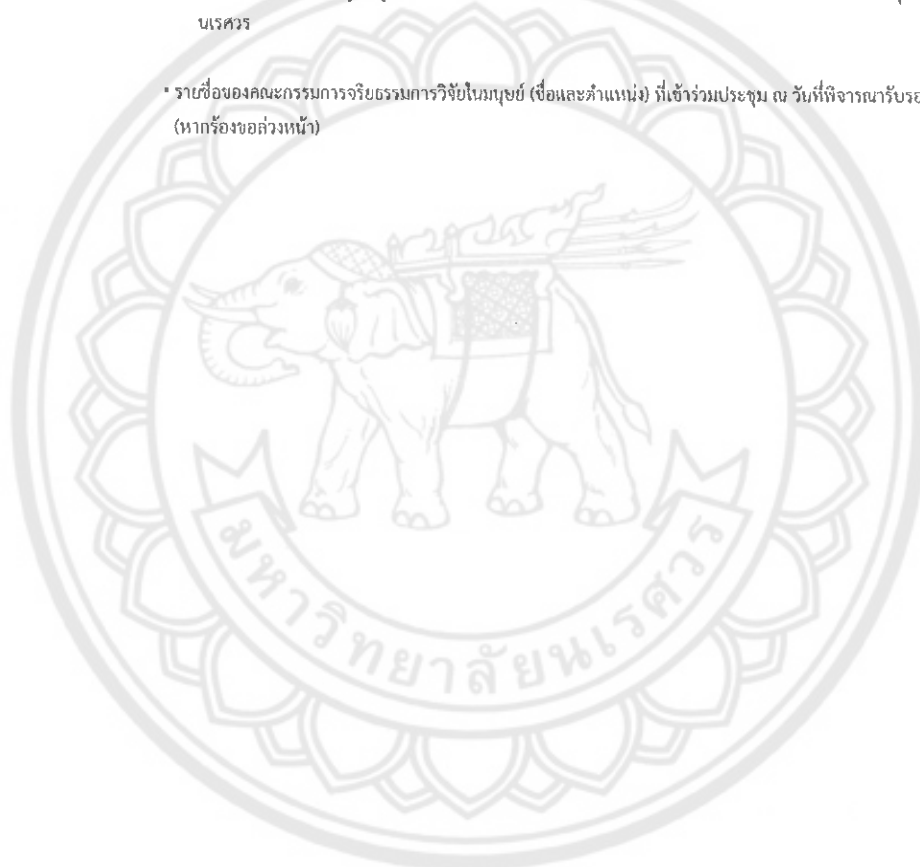 นเรศวร
* รายชื่อของคณะกรรมการจริยธรรมการวิจัยในมนุษย์ (ชื่อและตำแหน่ง) ที่เข้าร่วมประชุม ณ วันที่พิจารณารับรอ
(หากร้องขอล่วงหน้า)
มหาวิทยาลัยนเรศวร